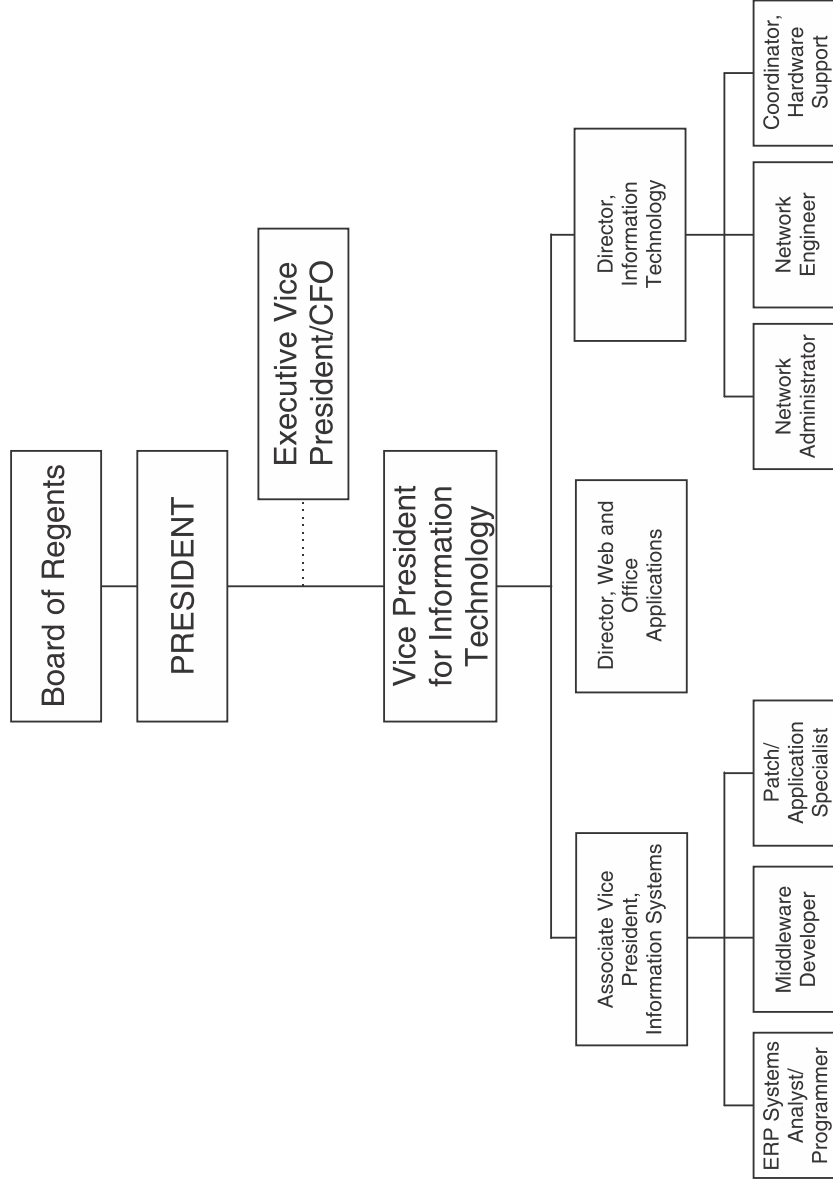 Board of Regents
PRESIDENT
Executive Vice
President/CFO
Vice President
for Information
Technology
Associate Vice
President,
Information Systems
Director, Web and
Office
Applications
Director,
Information
Technology
ERP Systems
Analyst/
Programmer
Middleware
Developer
Patch/
Application
Specialist
Network
Administrator
Network
Engineer
Coordinator,
Hardware
Support